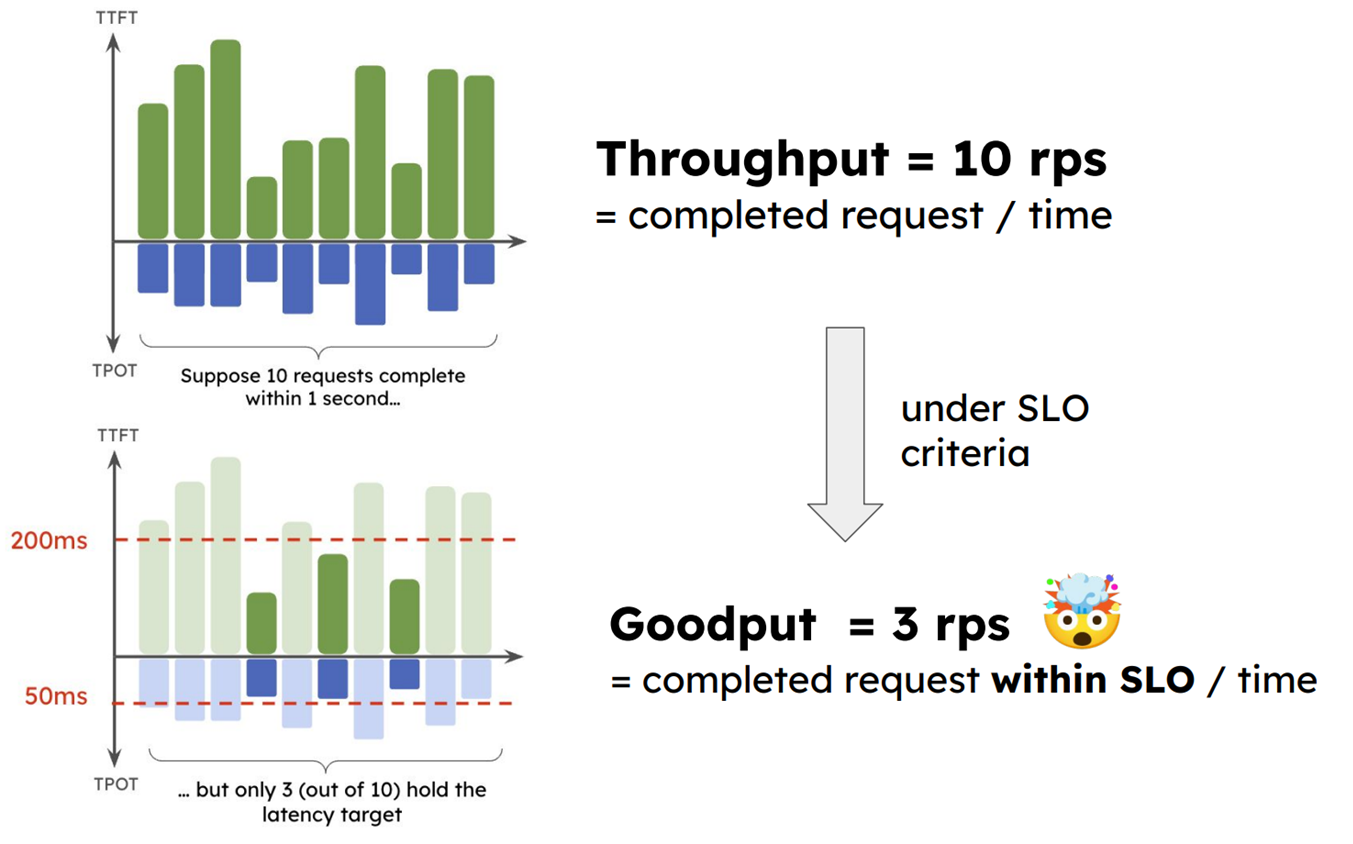 TTFT
Throughput = 10 rps
= completed request / time
TPOT
Suppose 10 requests complete
within 1 second...
under SLO
criteria
TTFT
200ms
50ms
TPOT
... but only 3 (out of 10) hold the
latency target
Goodput = 3 rps
= completed request within SLO / time